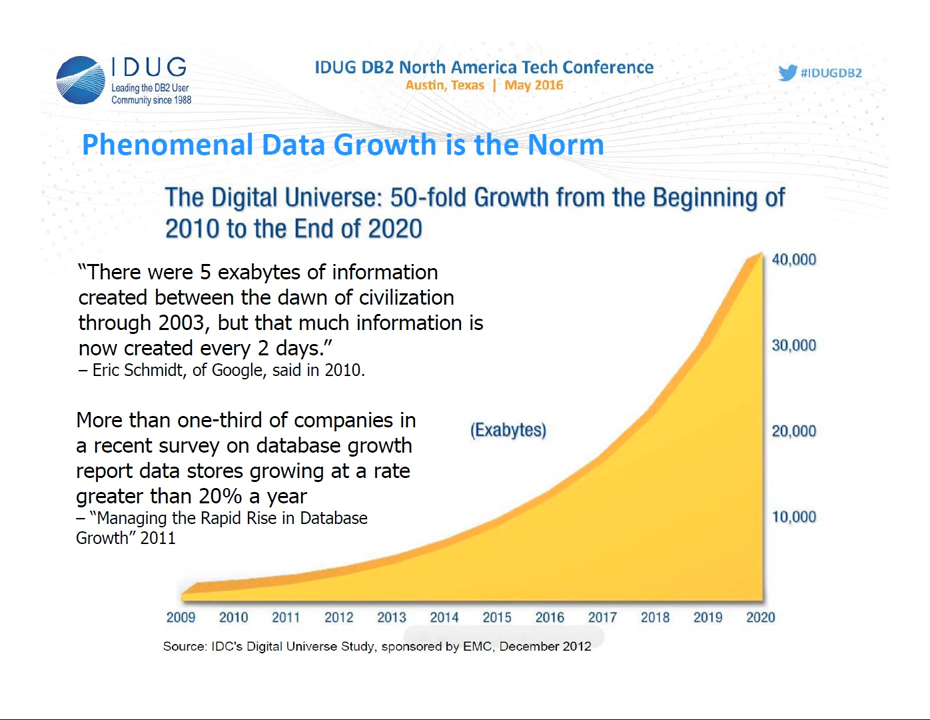 IDUG
Leading the DB2 User
Community since 1988
IDUG DB2 North America Tech Conference
Austin, Texas | May 2016
#IDUGDB2
Phenomenal Data Growth is the Norm
The Digital Universe: 50-fold Growth from the Beginning of
2010 to the End of 2020
“There were 5 exabytes of information
created between the dawn of civilization
through 2003, but that much information is
now created every 2 days.”
– Eric Schmidt, of Google, said in 2010.
More than one-third of companies in
a recent survey on database growth
report data stores growing at a rate
greater than 20% a year
– “Managing the Rapid Rise in Database
Growth” 2011
(Exabytes)
40,000
30,000
20,000
10,000
2009 2010 2011 2012 2013 2014 2015 2016 2017 2018 2019 2020
Source: IDC's Digital Universe Study, sponsored by EMC, December 2012